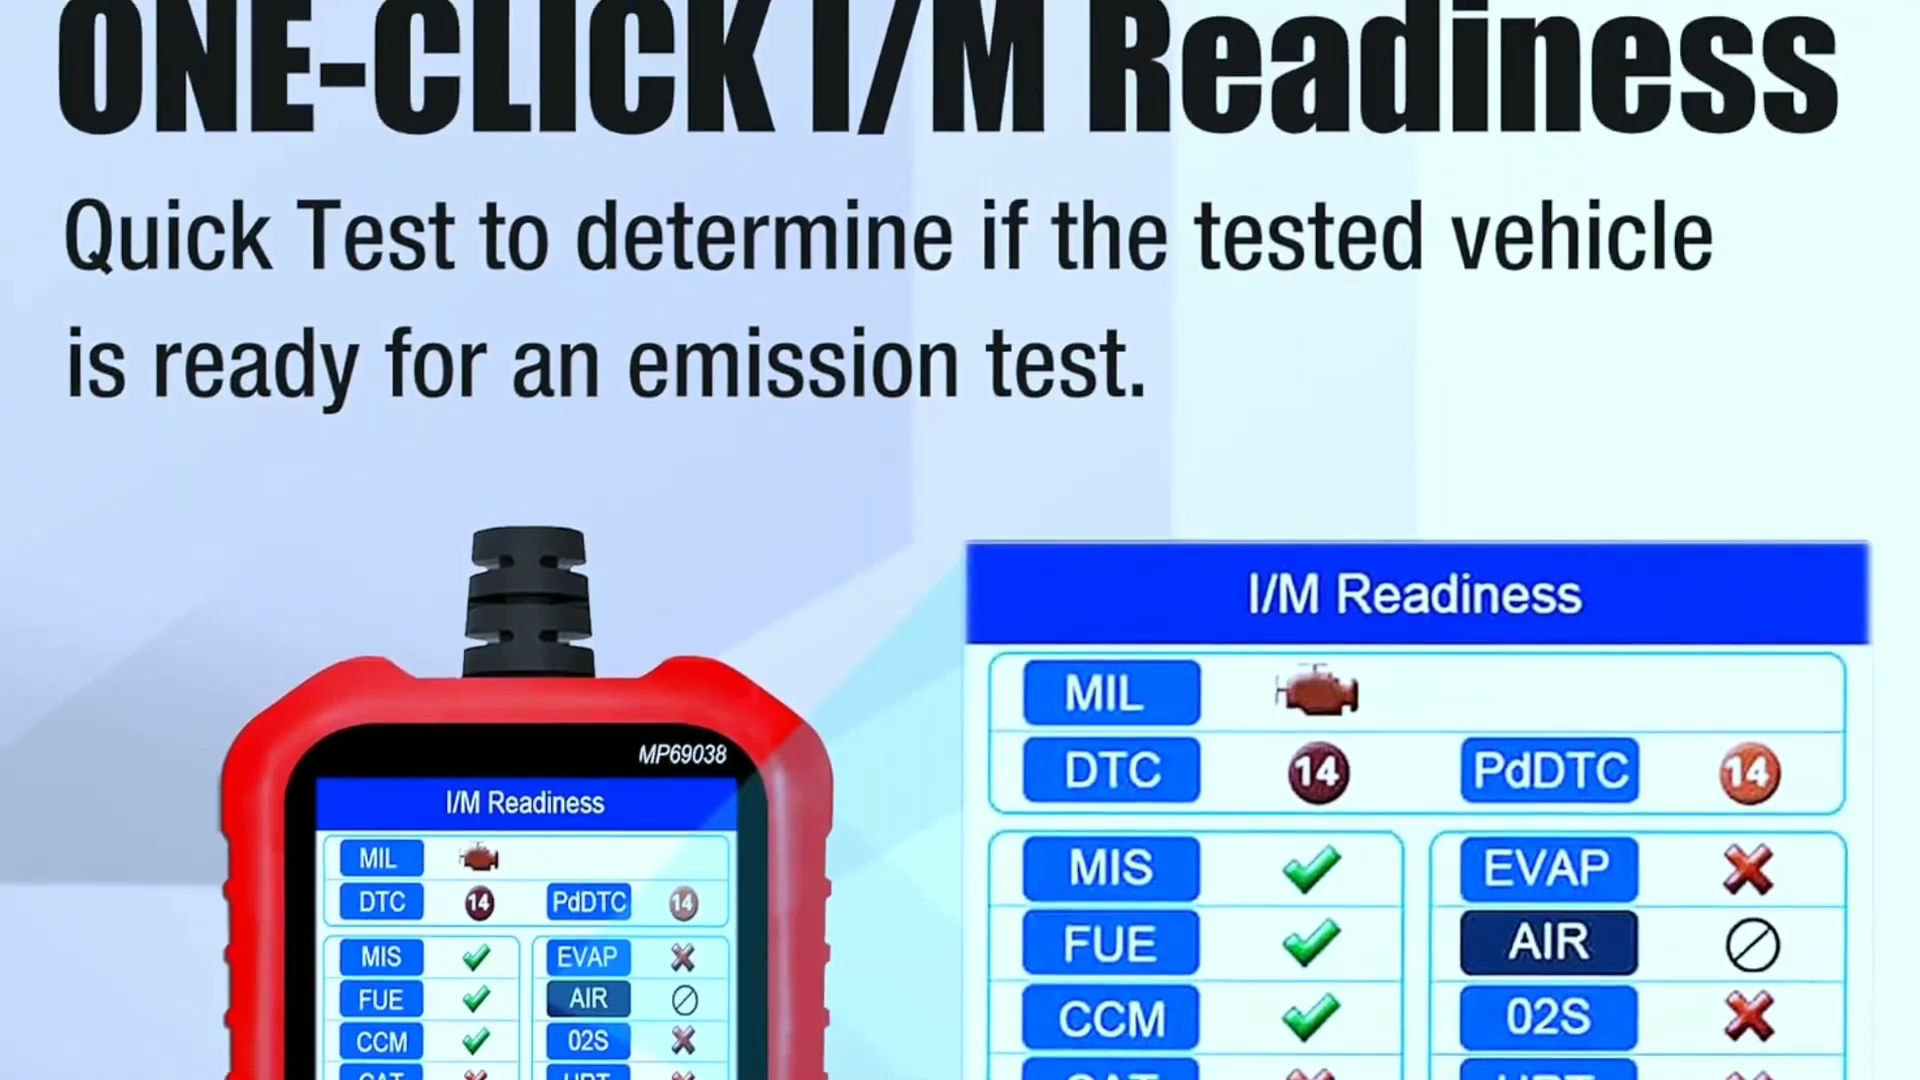 ONE-CLICK I/M Readiness
Quick Test to determine if the tested vehicle
is ready for an emission test.
MP69038
I/M Readiness
MIL
DTC 14 PdDTC 14
MIS EVAP
FUE AIR
CCM 02S
I/M Readiness
MIL
DTC 14 PdDTC 14
MIS EVAP
FUE AIR
CCM 02S